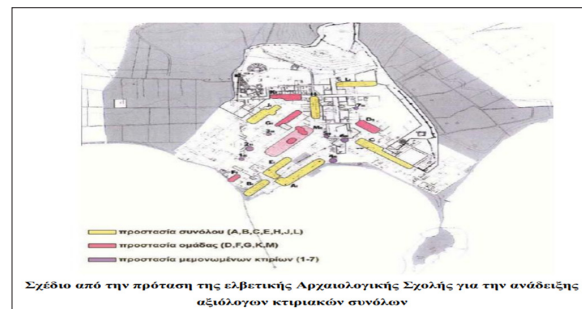 προστασία συνόλου (A,B,C,E,H,J,L)
προστασία ομάδας (D,F,G,K,M)
προστασία μεμονωμένων κτιρίων (1-7)
Σχέδιο από την πρόταση της ελβετικής Αρχαιολογικής Σχολής για την ανάδειξης
αξιόλογων κτιριακών συνόλων